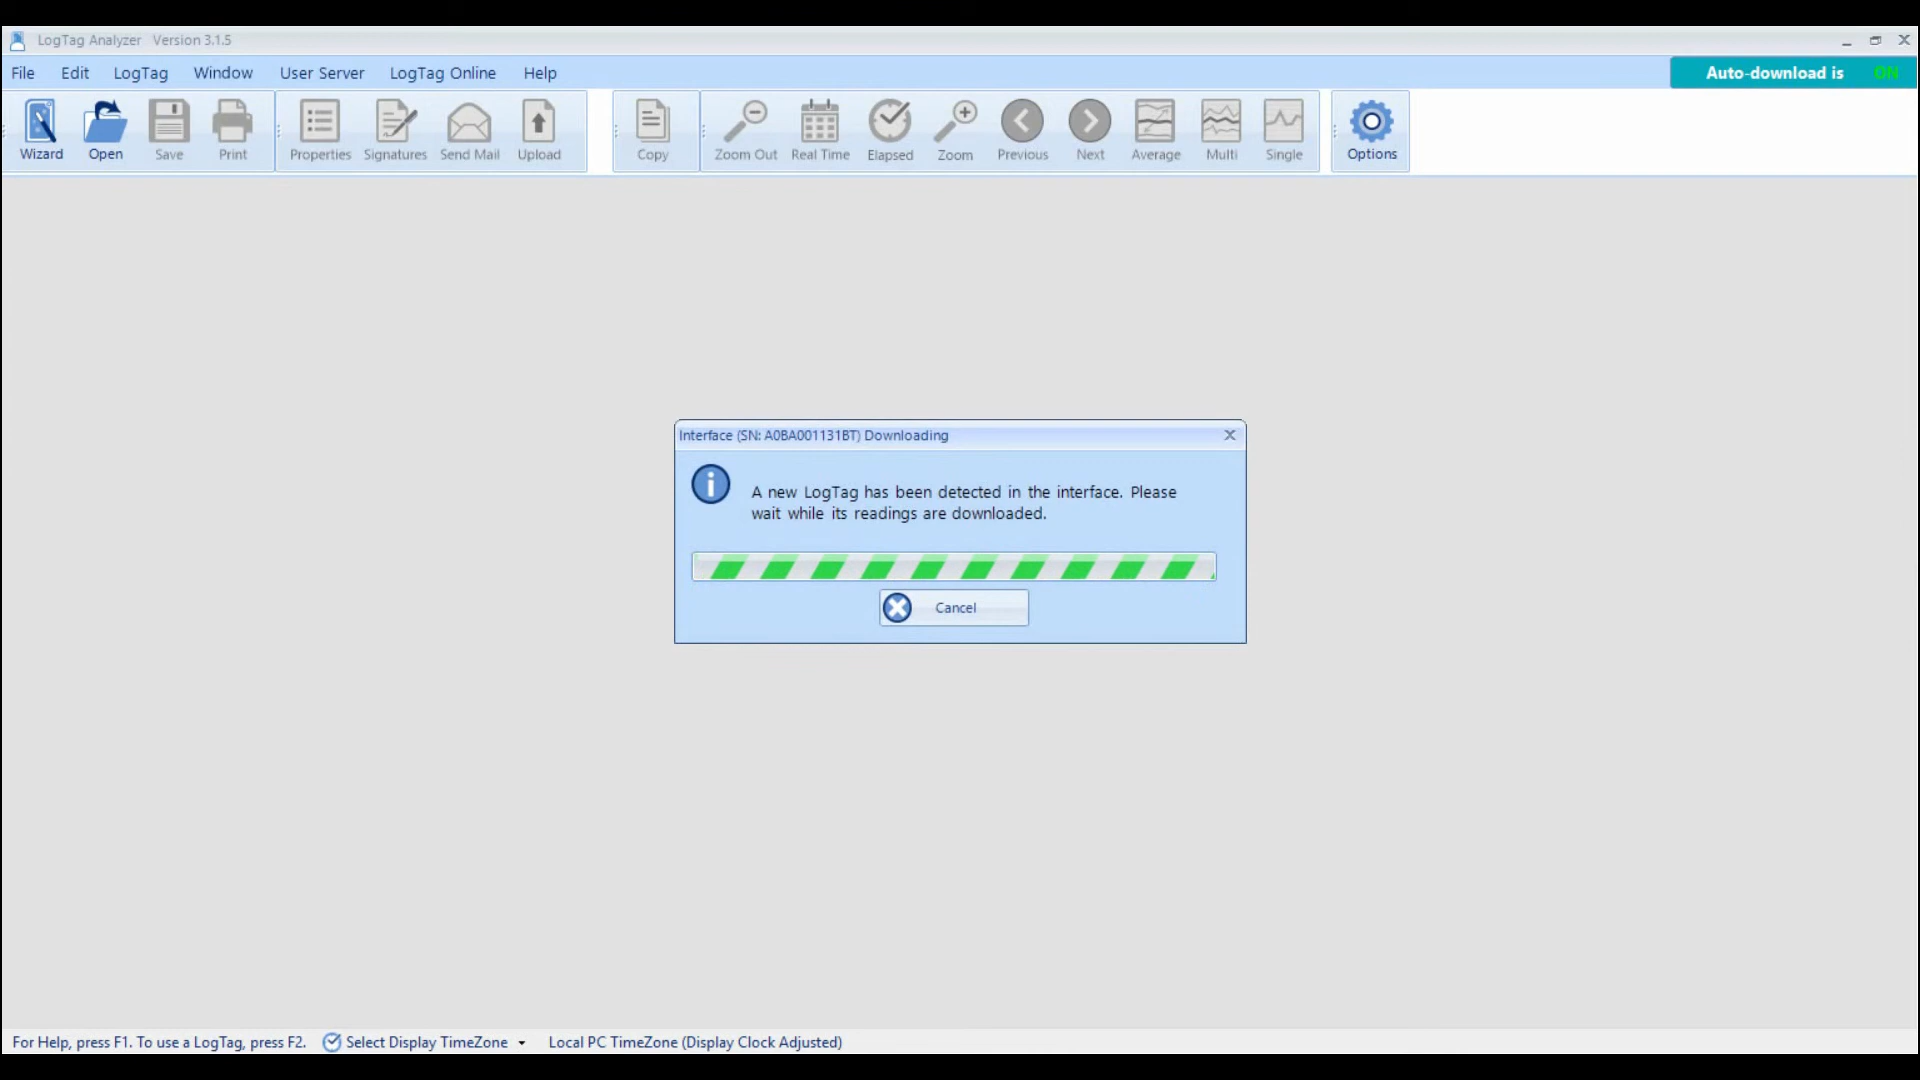 LogTag Analyzer Version 3.1.5
File Edit LogTag Window User Server LogTag Online Help Auto-download is ON
Wizard Open Save Print Properties Signatures Send Mail Upload Copy Zoom Out Real Time Elapsed Zoom Previous Next Average Multi Single Options
Interface (SN: A0BA001131BT) Downloading
A new LogTag has been detected in the interface. Please
wait while its readings are downloaded.
Cancel
For Help, press F1. To use a LogTag, press F2. Select Display TimeZone Local PC TimeZone (Display Clock Adjusted)